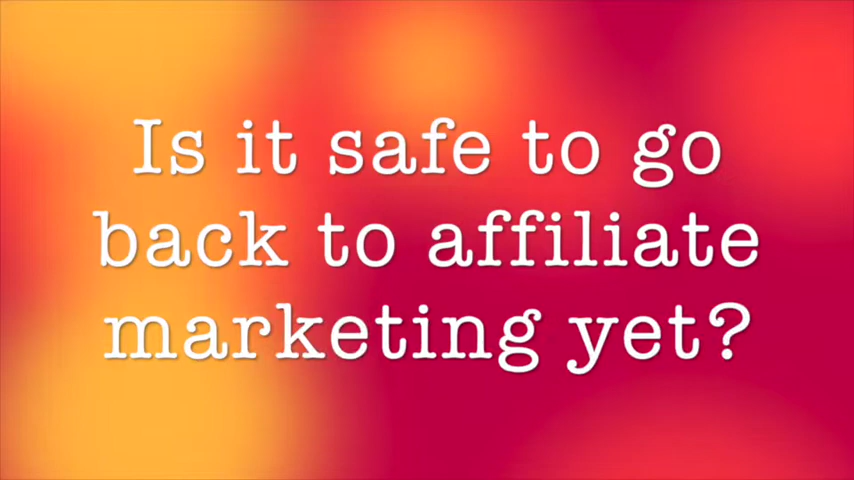 Is it safe to go
back to affiliate
marketing yet?